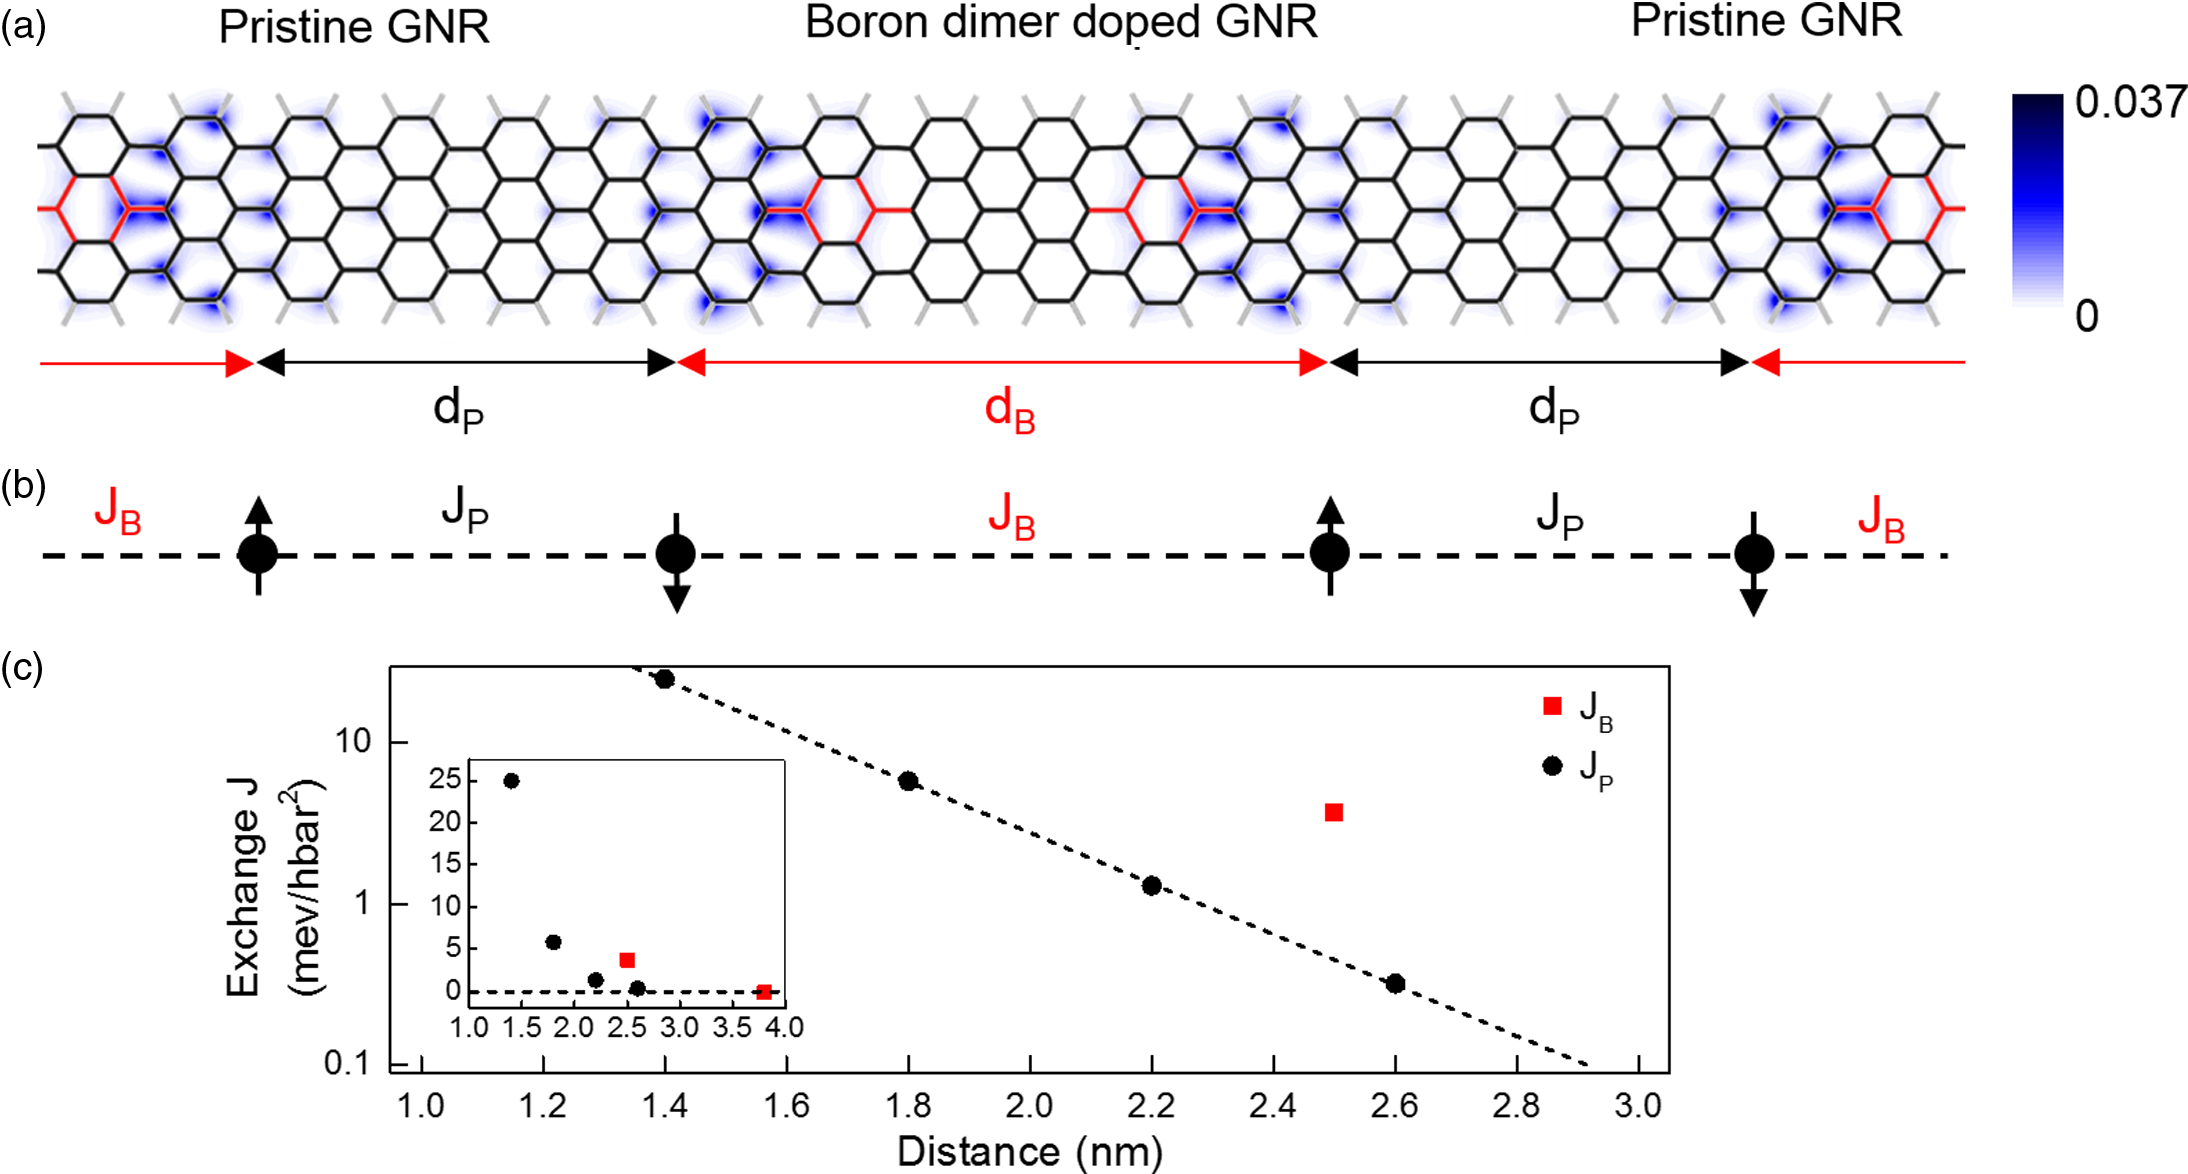 (a)
Pristine GNR Boron dimer doped GNR Pristine GNR
0.037
0
dP dB dP
(b)
JB JP JB JP JB
(c)
Exchange J
(mev/hbar2)
10
1
0.1
JB
JP
25
20
15
10
5
0
1.0 1.5 2.0 2.5 3.0 3.5 4.0
1.0 1.2 1.4 1.6 1.8 2.0 2.2 2.4 2.6 2.8 3.0
Distance (nm)